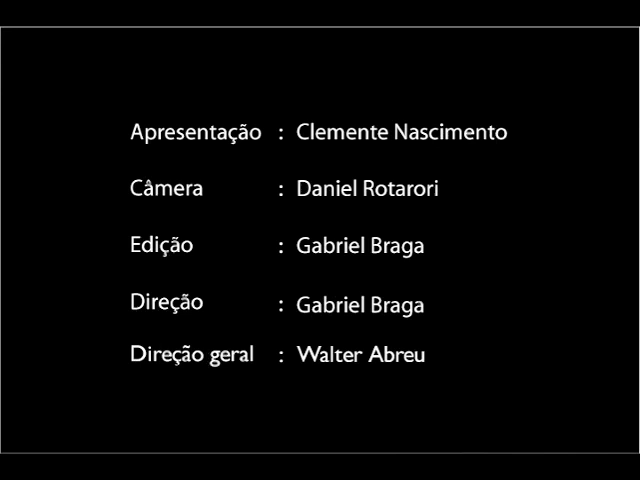 Apresentação : Clemente Nascimento
Câmera : Daniel Rotarori
Edição : Gabriel Braga
Direção : Gabriel Braga
Direção geral : Walter Abreu